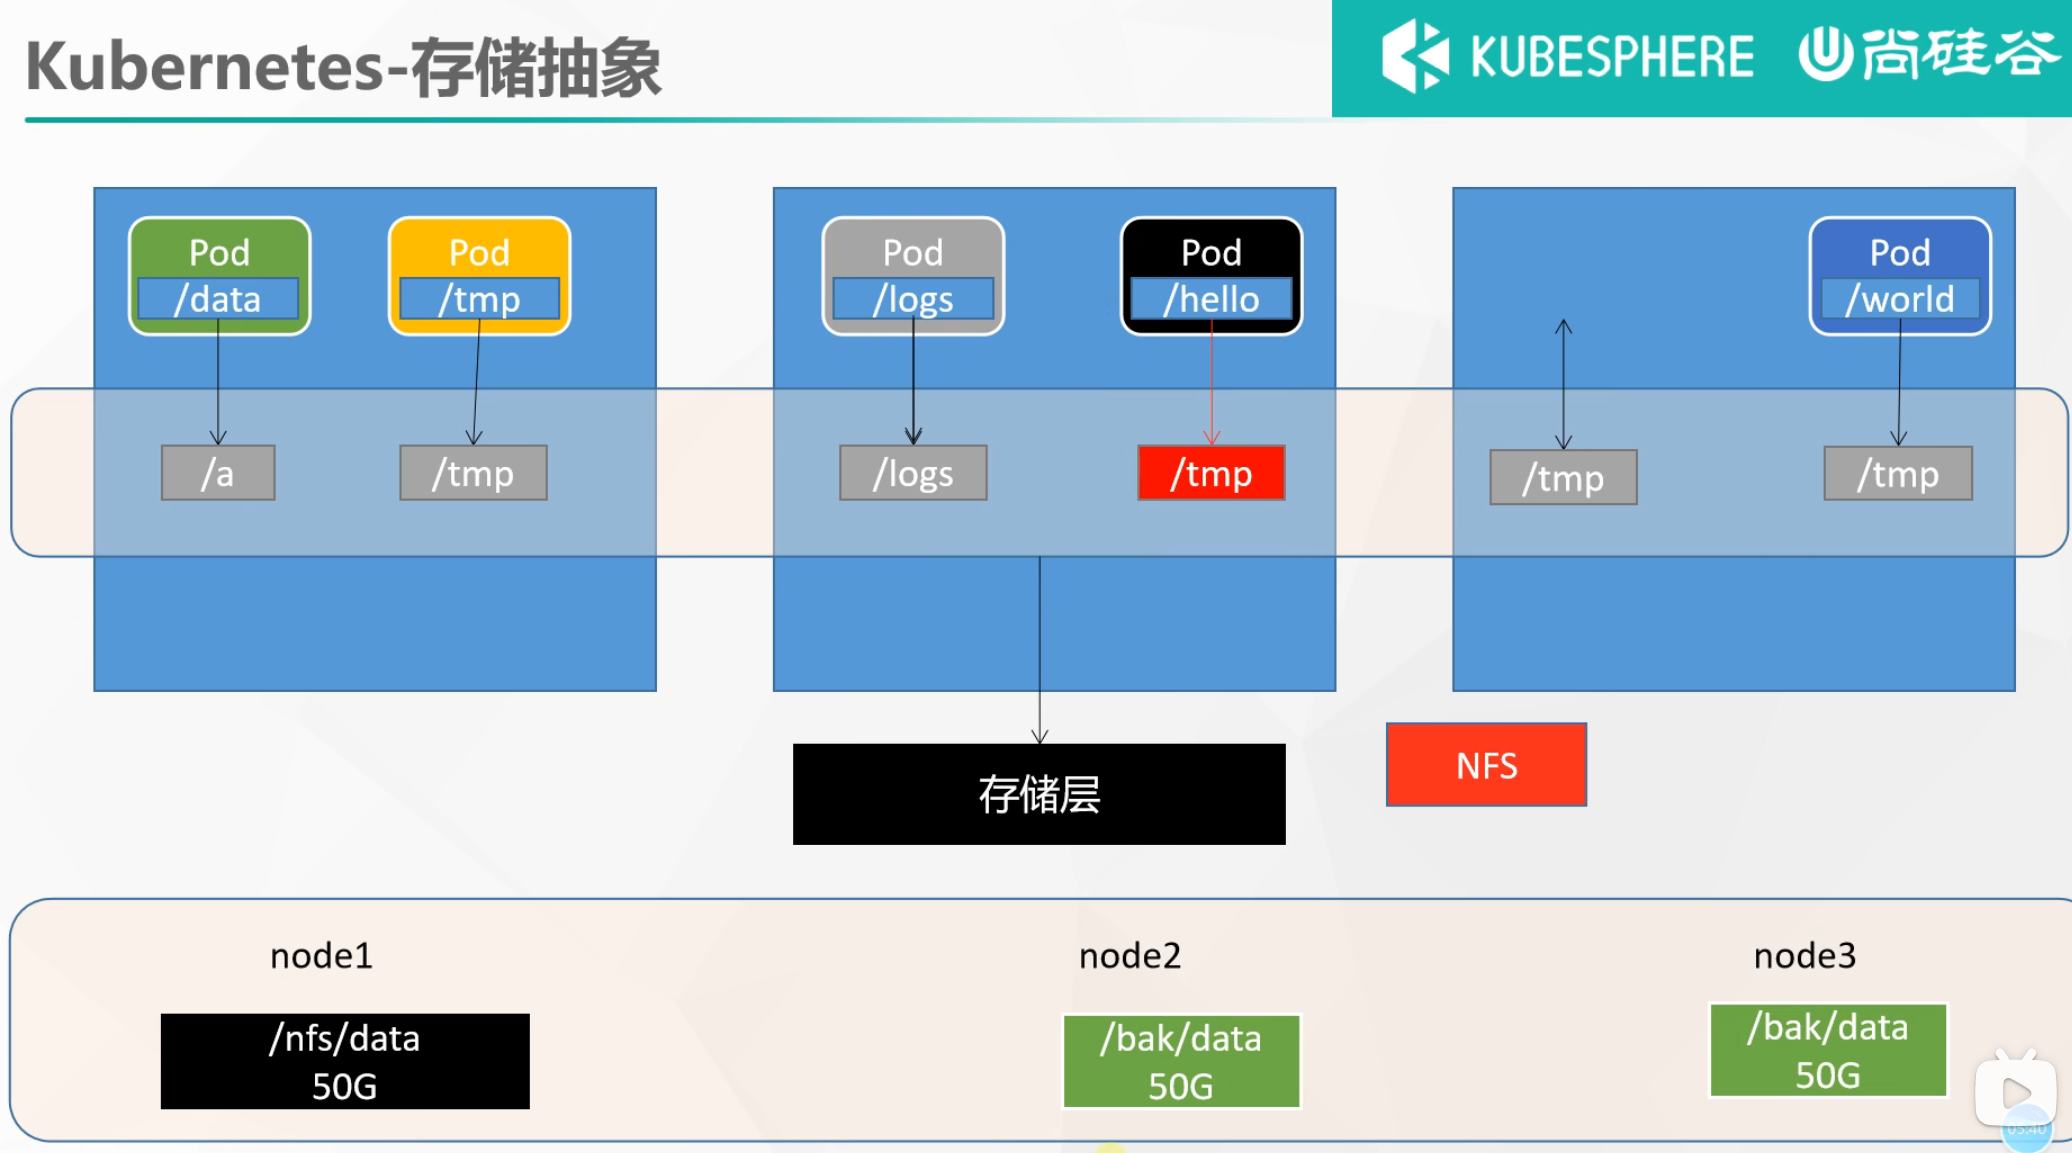 Kubernetes-存储抽象
KUBESPHERE
尚硅谷
Pod
/data
Pod
/tmp
Pod
/logs
Pod
/hello
Pod
/world
/a
/tmp
/logs
/tmp
/tmp
/tmp
存储层
NFS
node1
node2
node3
/nfs/data
50G
/bak/data
50G
/bak/data
50G
05:40